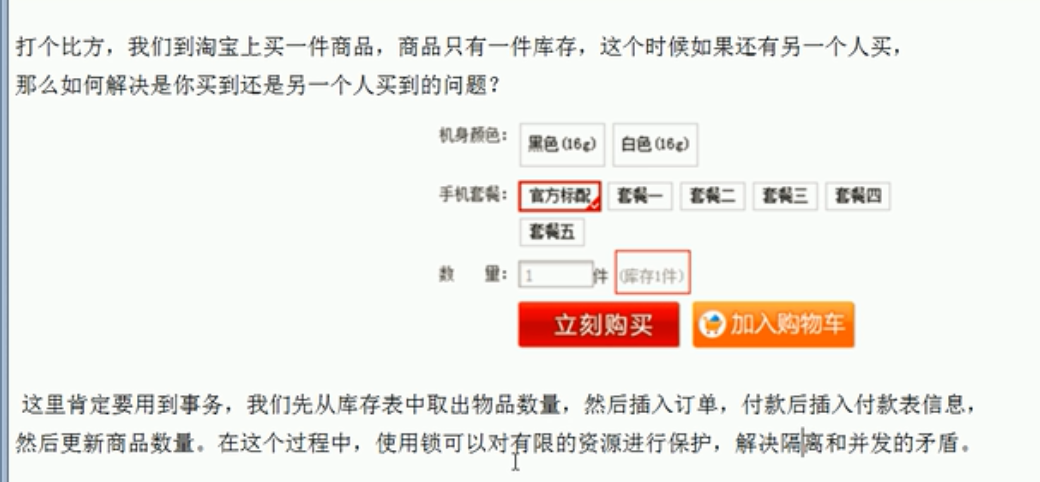 打个比方，我们到淘宝上买一件商品，商品只有一件库存，这个时候如果还有另一个人买，
那么如何解决是你买到还是另一个人买到的问题？
机身颜色： 黑色(16g) 白色(16g)
手机套餐： 官方标配 套餐一 套餐二 套餐三 套餐四
套餐五
数 量： 1 件 (库存1件)
立刻购买 加入购物车
这里肯定要用到事务，我们先从库存表中取出物品数量，然后插入订单，付款后插入付款表信息，
然后更新商品数量。在这个过程中，使用锁可以对有限的资源进行保护，解决隔离和并发的矛盾。